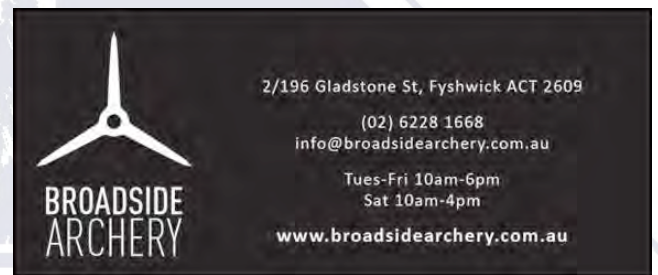 BROADSIDE
ARCHERY
2/196 Gladstone St, Fyshwick ACT 2609
(02) 6228 1668
info@broadsidearchery.com.au
Tues-Fri 10am-6pm
Sat 10am-4pm
www.broadsidearchery.com.au